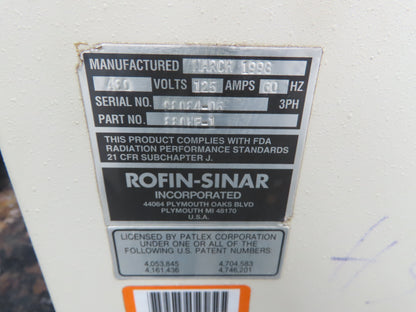 MANUFACTURED MARCH 1996
480 VOLTS 125 AMPS 60 HZ
SERIAL NO. 3PH
PART NO.
THIS PRODUCT COMPLIES WITH FDA
RADIATION PERFORMANCE STANDARDS
21 CFR SUBCHAPTER J.
ROFIN-SINAR
INCORPORATED
44064 PLYMOUTH OAKS BLVD
PLYMOUTH MI 48170
U.S.A.
LICENSED BY PATLEX CORPORATION
UNDER ONE OR ALL OF THE
FOLLOWING U.S. PATENT NUMBERS:
4,053,845 4,704,583
4,161,436 4,746,201